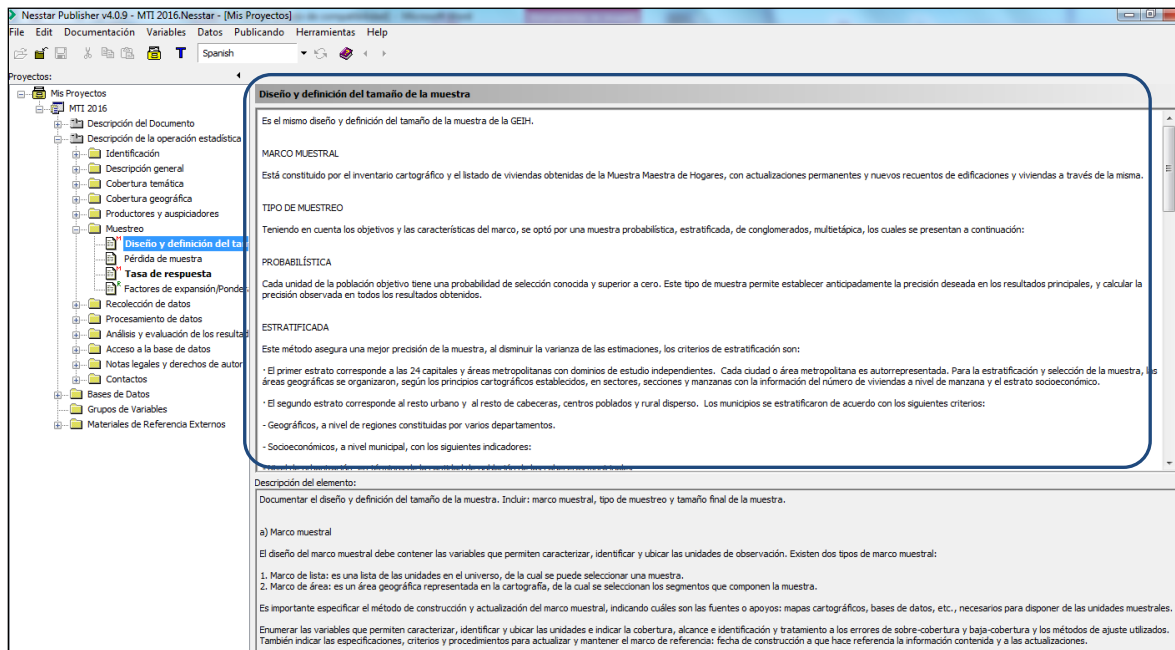 Nesstar Publisher v4.0.9 - MTI 2016.Nesstar - [Mis Proyectos]
File Edit Documentación Variables Datos Publicando Herramientas Help
T Spanish
Proyectos:
Mis Proyectos
MTI 2016
Descripción del Documento
Descripción de la operación estadística
Identificación
Descripción general
Cobertura temática
Cobertura geográfica
Productores y auspiciadores
Muestreo
M Diseño y definición del ta
Pérdida de muestra
M Tasa de respuesta
R Factores de expansión/Ponde
Recolección de datos
Procesamiento de datos
Análisis y evaluación de los resultad
Acceso a la base de datos
Notas legales y derechos de autor
Contactos
Bases de Datos
Grupos de Variables
Materiales de Referencia Externos
Diseño y definición del tamaño de la muestra
Es el mismo diseño y definición del tamaño de la muestra de la GEIH.
MARCO MUESTRAL
Está constituido por el inventario cartográfico y el listado de viviendas obtenidas de la Muestra Maestra de Hogares, con actualizaciones permanentes y nuevos recuentos de edificaciones y viviendas a través de la misma.
TIPO DE MUESTREO
Teniendo en cuenta los objetivos y las características del marco, se optó por una muestra probabilística, estratificada, de conglomerados, multietápica, los cuales se presentan a continuación:
PROBABILÍSTICA
Cada unidad de la población objetivo tiene una probabilidad de selección conocida y superior a cero. Este tipo de muestra permite establecer anticipadamente la precisión deseada en los resultados principales, y calcular la
precisión observada en todos los resultados obtenidos.
ESTRATIFICADA
Este método asegura una mejor precisión de la muestra, al disminuir la varianza de las estimaciones, los criterios de estratificación son:
· El primer estrato corresponde a las 24 capitales y áreas metropolitanas con dominios de estudio independientes. Cada ciudad o área metropolitana es autorrepresentada. Para la estratificación y selección de la muestra, las
áreas geográficas se organizaron, según los principios cartográficos establecidos, en sectores, secciones y manzanas con la información del número de viviendas a nivel de manzana y el estrato socioeconómico.
· El segundo estrato corresponde al resto urbano y al resto de cabeceras, centros poblados y rural disperso. Los municipios se estratificaron de acuerdo con los siguientes criterios:
- Geográficos, a nivel de regiones constituidas por varios departamentos.
- Socioeconómicos, a nivel municipal, con los siguientes indicadores:
Descripción del elemento:
Documentar el diseño y definición del tamaño de la muestra. Incluir: marco muestral, tipo de muestreo y tamaño final de la muestra.
a) Marco muestral
El diseño del marco muestral debe contener las variables que permiten caracterizar, identificar y ubicar las unidades de observación. Existen dos tipos de marco muestral:
1. Marco de lista: es una lista de las unidades en el universo, de la cual se puede seleccionar una muestra.
2. Marco de área: es un área geográfica representada en la cartografía, de la cual se seleccionan los segmentos que componen la muestra.
Es importante especificar el método de construcción y actualización del marco muestral, indicando cuáles son las fuentes o apoyos: mapas cartográficos, bases de datos, etc., necesarios para disponer de las unidades muestrales.
Enumerar las variables que permiten caracterizar, identificar y ubicar las unidades e indicar la cobertura, alcance e identificación y tratamiento a los errores de sobre-cobertura y baja-cobertura y los métodos de ajuste utilizados.
También indicar las especificaciones, criterios y procedimientos para actualizar y mantener el marco de referencia: fecha de construcción a que hace referencia la información contenida y a las actualizaciones.